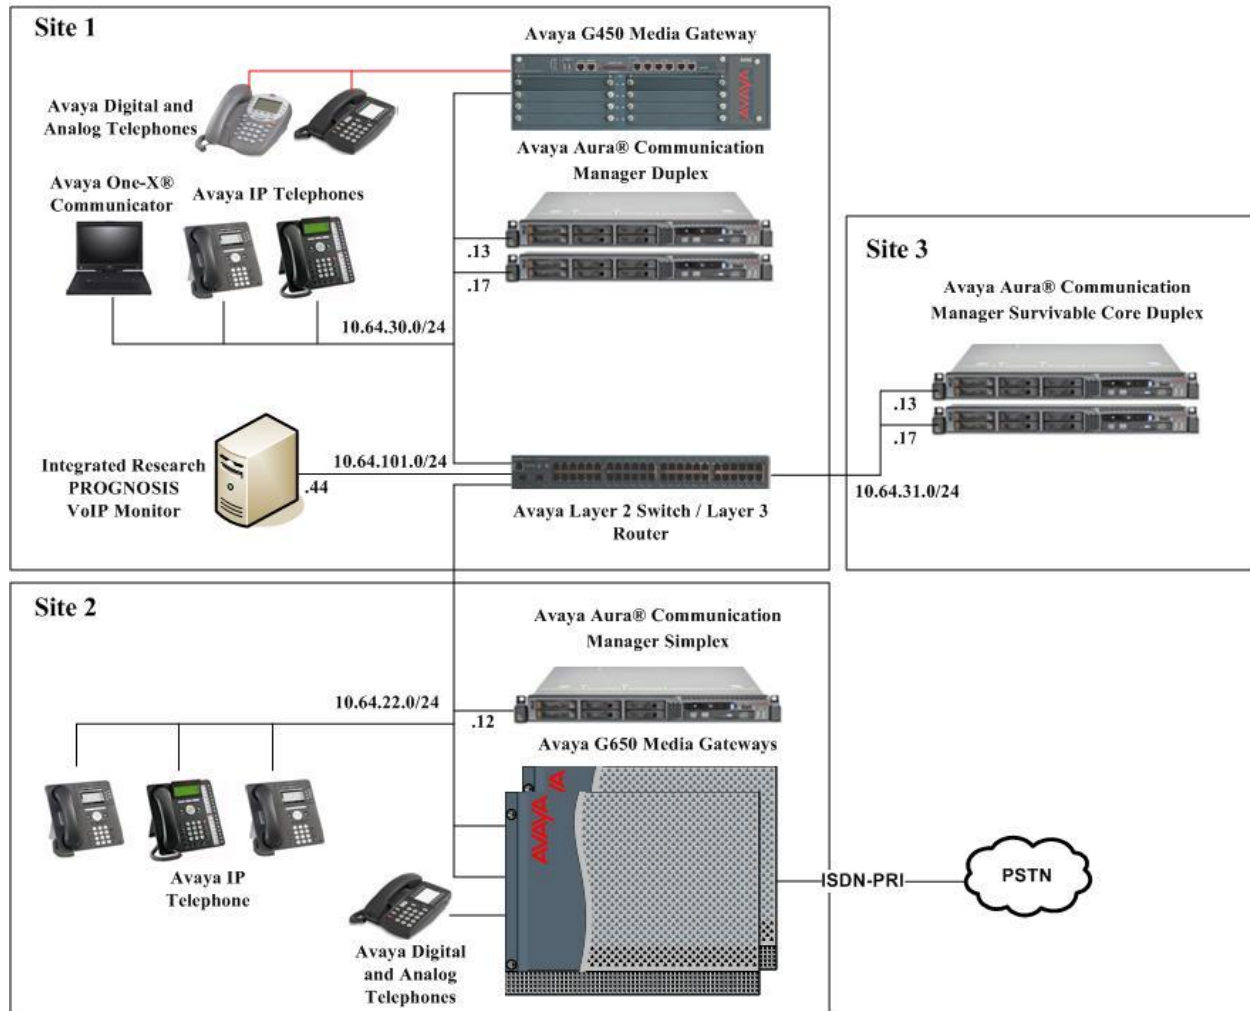 Site 1
Avaya G450 Media Gateway
Avaya Digital and
Analog Telephones
AVAYA
Avaya Aura® Communication
Manager Duplex
Avaya One-X®
Communicator
Avaya IP Telephones
.13
.17
10.64.30.0/24
Site 3
Avaya Aura® Communication
Manager Survivable Core Duplex
.13
.17
10.64.31.0/24
Integrated Research
PROGNOSIS
VoIP Monitor
10.64.101.0/24
.44
Avaya Layer 2 Switch / Layer 3
Router
Site 2
Avaya Aura® Communication
Manager Simplex
10.64.22.0/24
.12
Avaya G650 Media Gateways
AVAYA
Avaya IP
Telephone
Avaya Digital
and Analog
Telephones
ISDN-PRI
PSTN